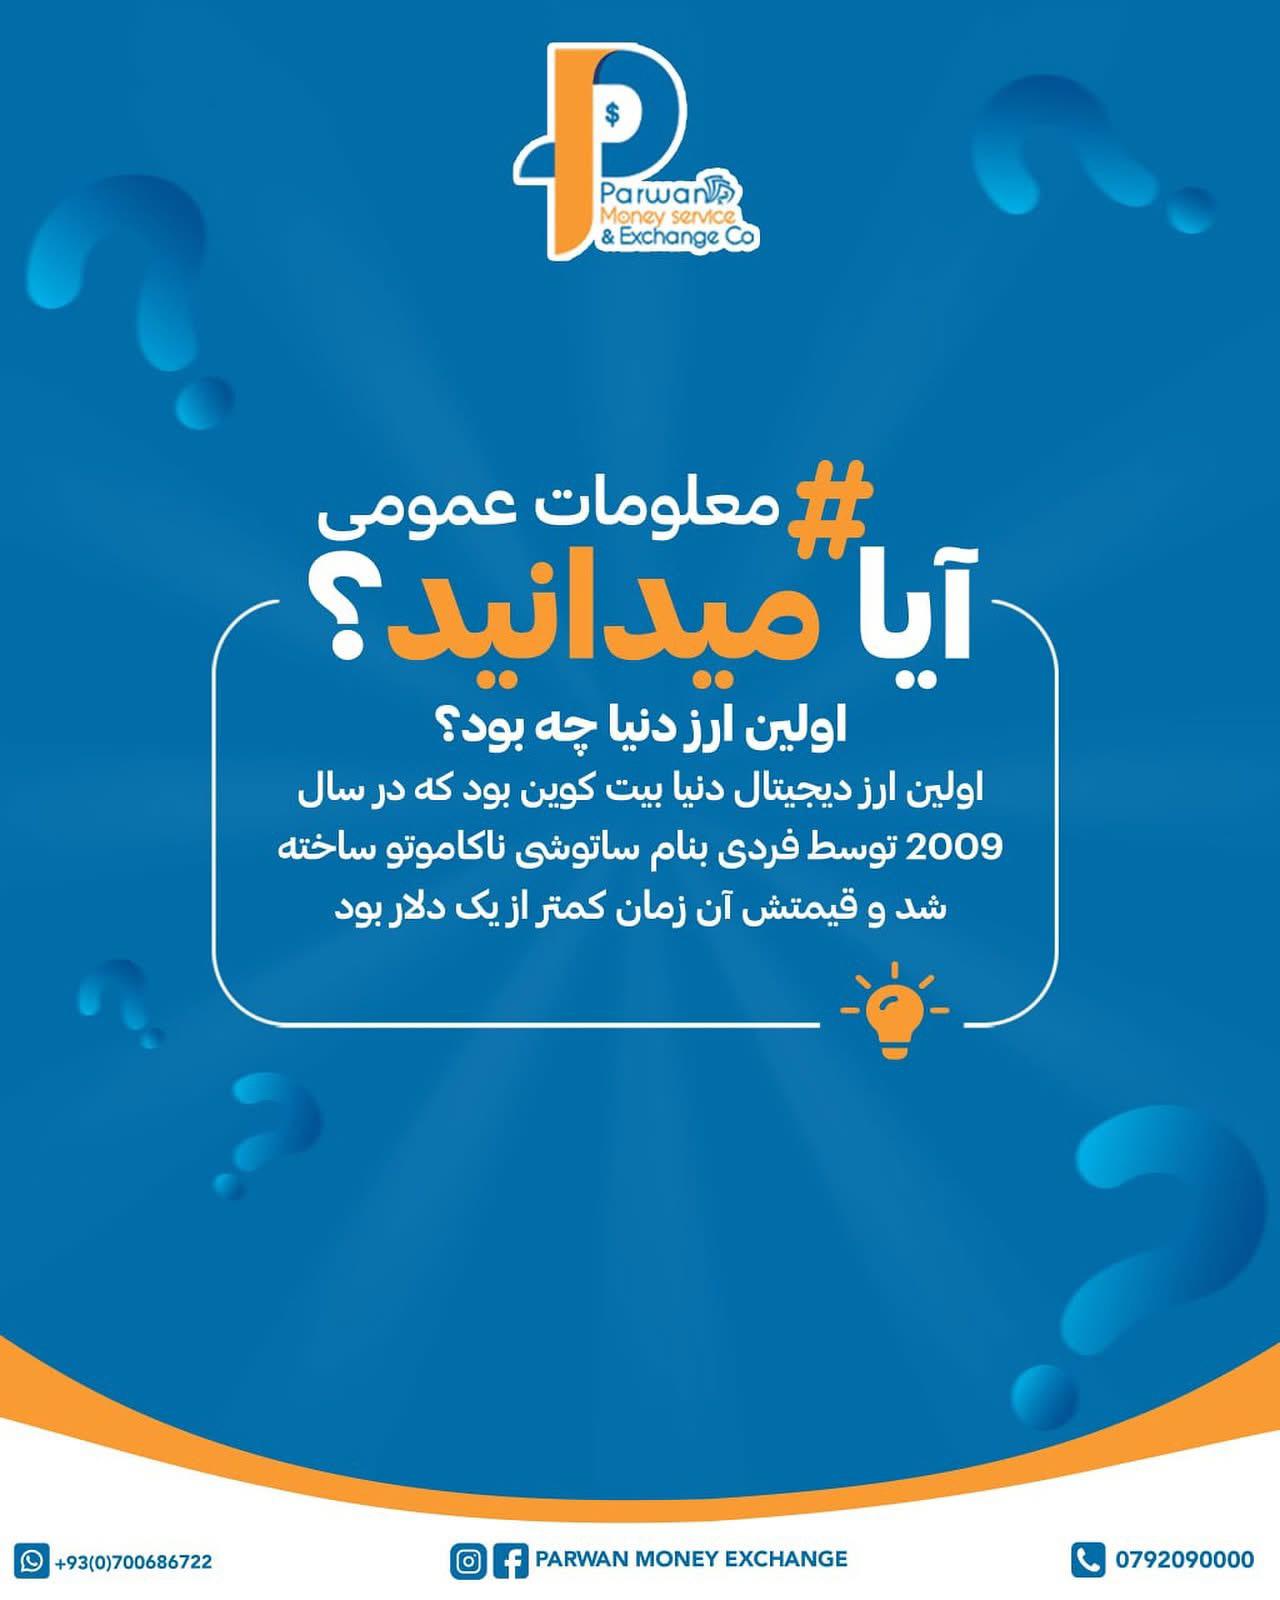 Parwan
Money service
& Exchange Co
#معلومات عمومی
آیا میدانید؟
اولین ارز دنیا چه بود؟
اولین ارز دیجیتال دنیا بیت کوین بود که در سال
2009 توسط فردی بنام ساتوشی ناکاموتو ساخته
شد و قیمتش آن زمان کمتر از یک دلار بود
+93(0)700686722
PARWAN MONEY EXCHANGE
0792090000